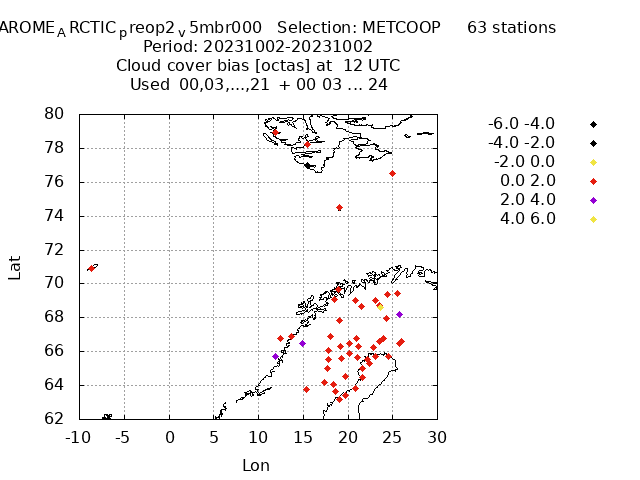 AROME A RCTIC p reop2 v 5mbr000 Selection: METCOOP 63 stations
Period: 20231002-20231002
Cloud cover bias [octas] at 12 UTC
Used 00,03,...,21 + 00 03 ... 24
80
78
76
74
72
70
68
66
64
62
-10 -5 0 5 10 15 20 25 30
Lat
Lon
-6.0 -4.0
-4.0 -2.0
-2.0 0.0
0.0 2.0
2.0 4.0
4.0 6.0